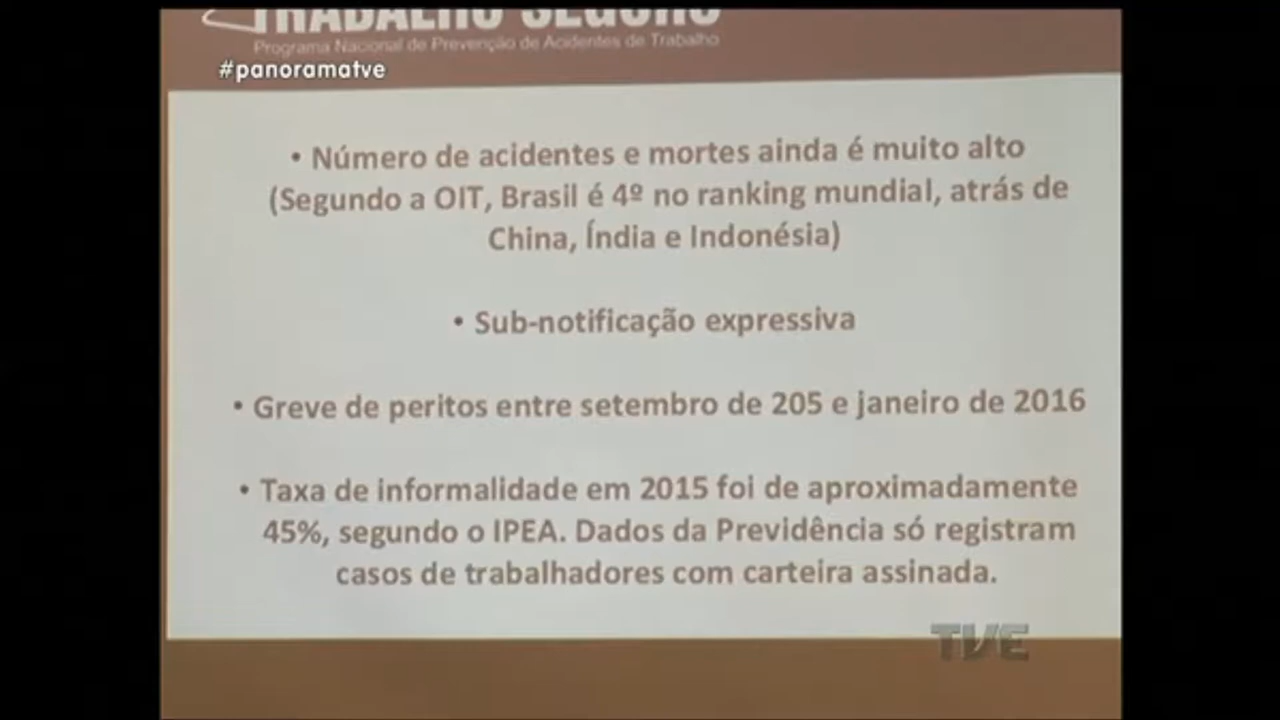 TRABALHO SEGURO
Programa Nacional de Prevenção de Acidentes de Trabalho
#panoramatve
• Número de acidentes e mortes ainda é muito alto
(Segundo a OIT, Brasil é 4º no ranking mundial, atrás de
China, Índia e Indonésia)
• Sub-notificação expressiva
• Greve de peritos entre setembro de 205 e janeiro de 2016
• Taxa de informalidade em 2015 foi de aproximadamente
45%, segundo o IPEA. Dados da Previdência só registram
casos de trabalhadores com carteira assinada.
TVE